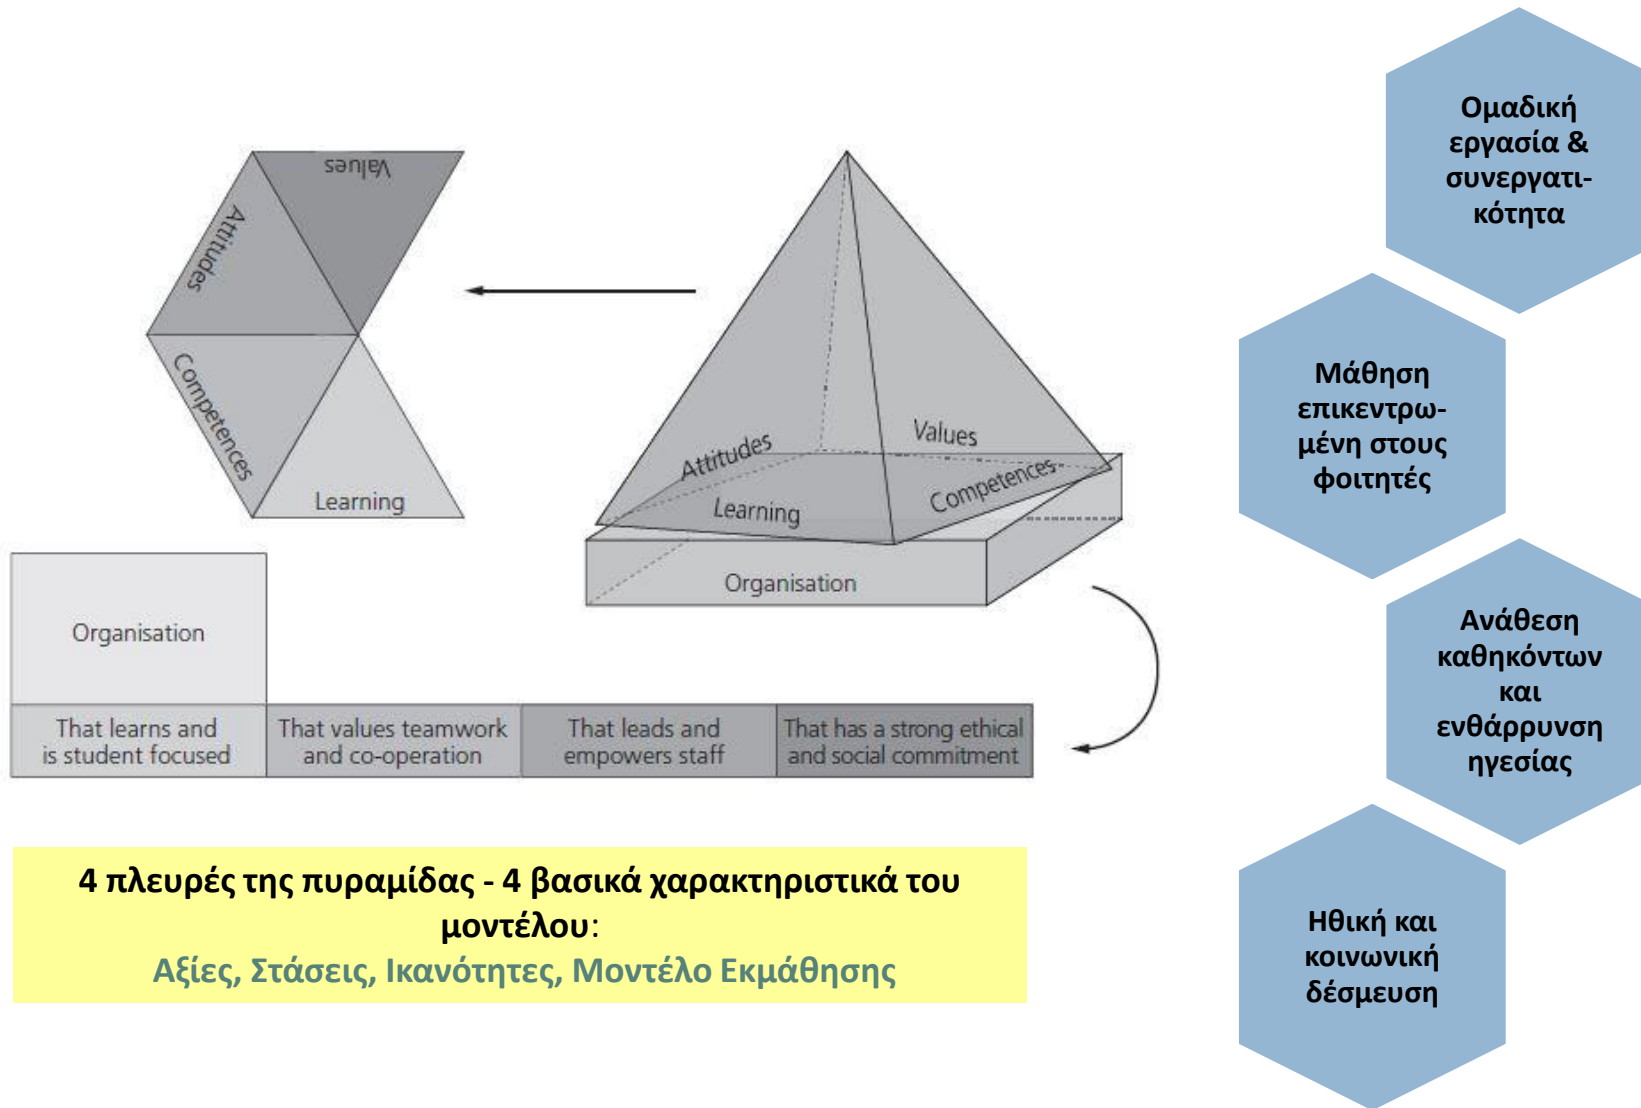 Values
Attitudes
Competences
Learning
Attitudes
Values
Learning
Competences
Organisation
Organisation
That learns and
is student focused
That values teamwork
and co-operation
That leads and
empowers staff
That has a strong ethical
and social commitment
4 πλευρές της πυραμίδας - 4 βασικά χαρακτηριστικά του
μοντέλου:
Αξίες, Στάσεις, Ικανότητες, Μοντέλο Εκμάθησης
Ομαδική
εργασία &
συνεργατι-
κότητα
Μάθηση
επικεντρω-
μένη στους
φοιτητές
Ανάθεση
καθηκόντων
και
ενθάρρυνση
ηγεσίας
Ηθική και
κοινωνική
δέσμευση